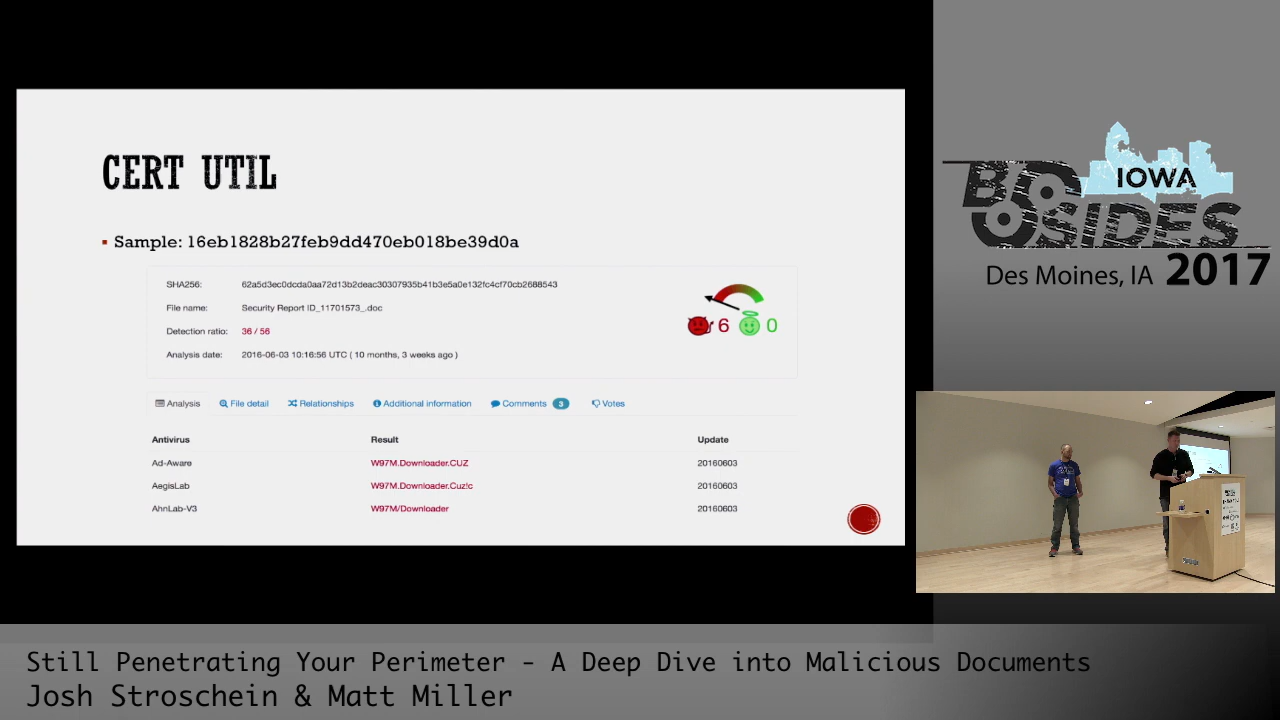 CERT UTIL
▪ Sample: 16eb1828b27feb9dd470eb018be39d0a
SHA256: 62a5d3ec0dcda0aa72d13b2deac30307935b41b3e5a0e132fc4cf70cb2688543
File name: Security Report ID_11701573_.doc
Detection ratio: 36 / 56
Analysis date: 2016-06-03 10:16:56 UTC ( 10 months, 3 weeks ago )
6 0
Analysis File detail Relationships Additional information Comments 3 Votes
Antivirus Result Update
Ad-Aware W97M.Downloader.CUZ 20160603
AegisLab W97M.Downloader.Cuz!c 20160603
AhnLab-V3 W97M/Downloader 20160603
IOWA
BSIDES
Des Moines, IA 2017
Still Penetrating Your Perimeter - A Deep Dive into Malicious Documents
Josh Stroschein & Matt Miller